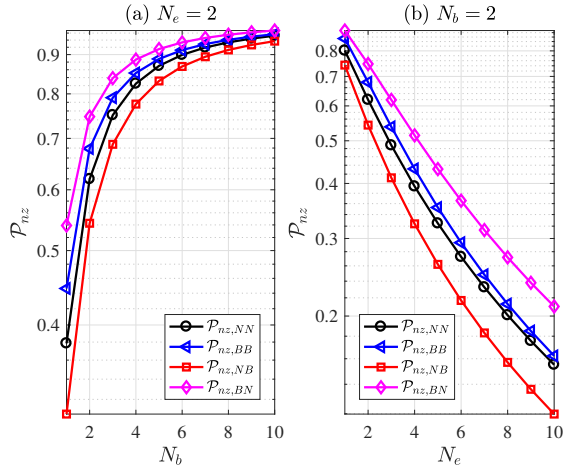 (a) N_e = 2
0.9
0.8
0.7
0.6
0.5
0.4
P_nz
2 4 6 8 10
N_b
P_nz,NN
P_nz,BB
P_nz,NB
P_nz,BN
(b) N_b = 2
0.8
0.7
0.6
0.5
0.4
0.3
0.2
P_nz
2 4 6 8 10
N_e
P_nz,NN
P_nz,BB
P_nz,NB
P_nz,BN